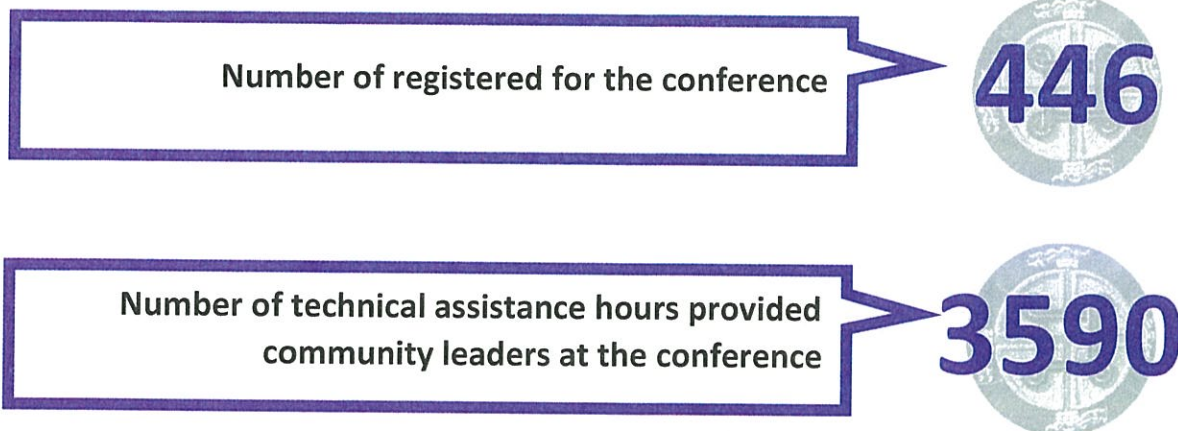 Number of registered for the conference
446
Number of technical assistance hours provided
community leaders at the conference
3590